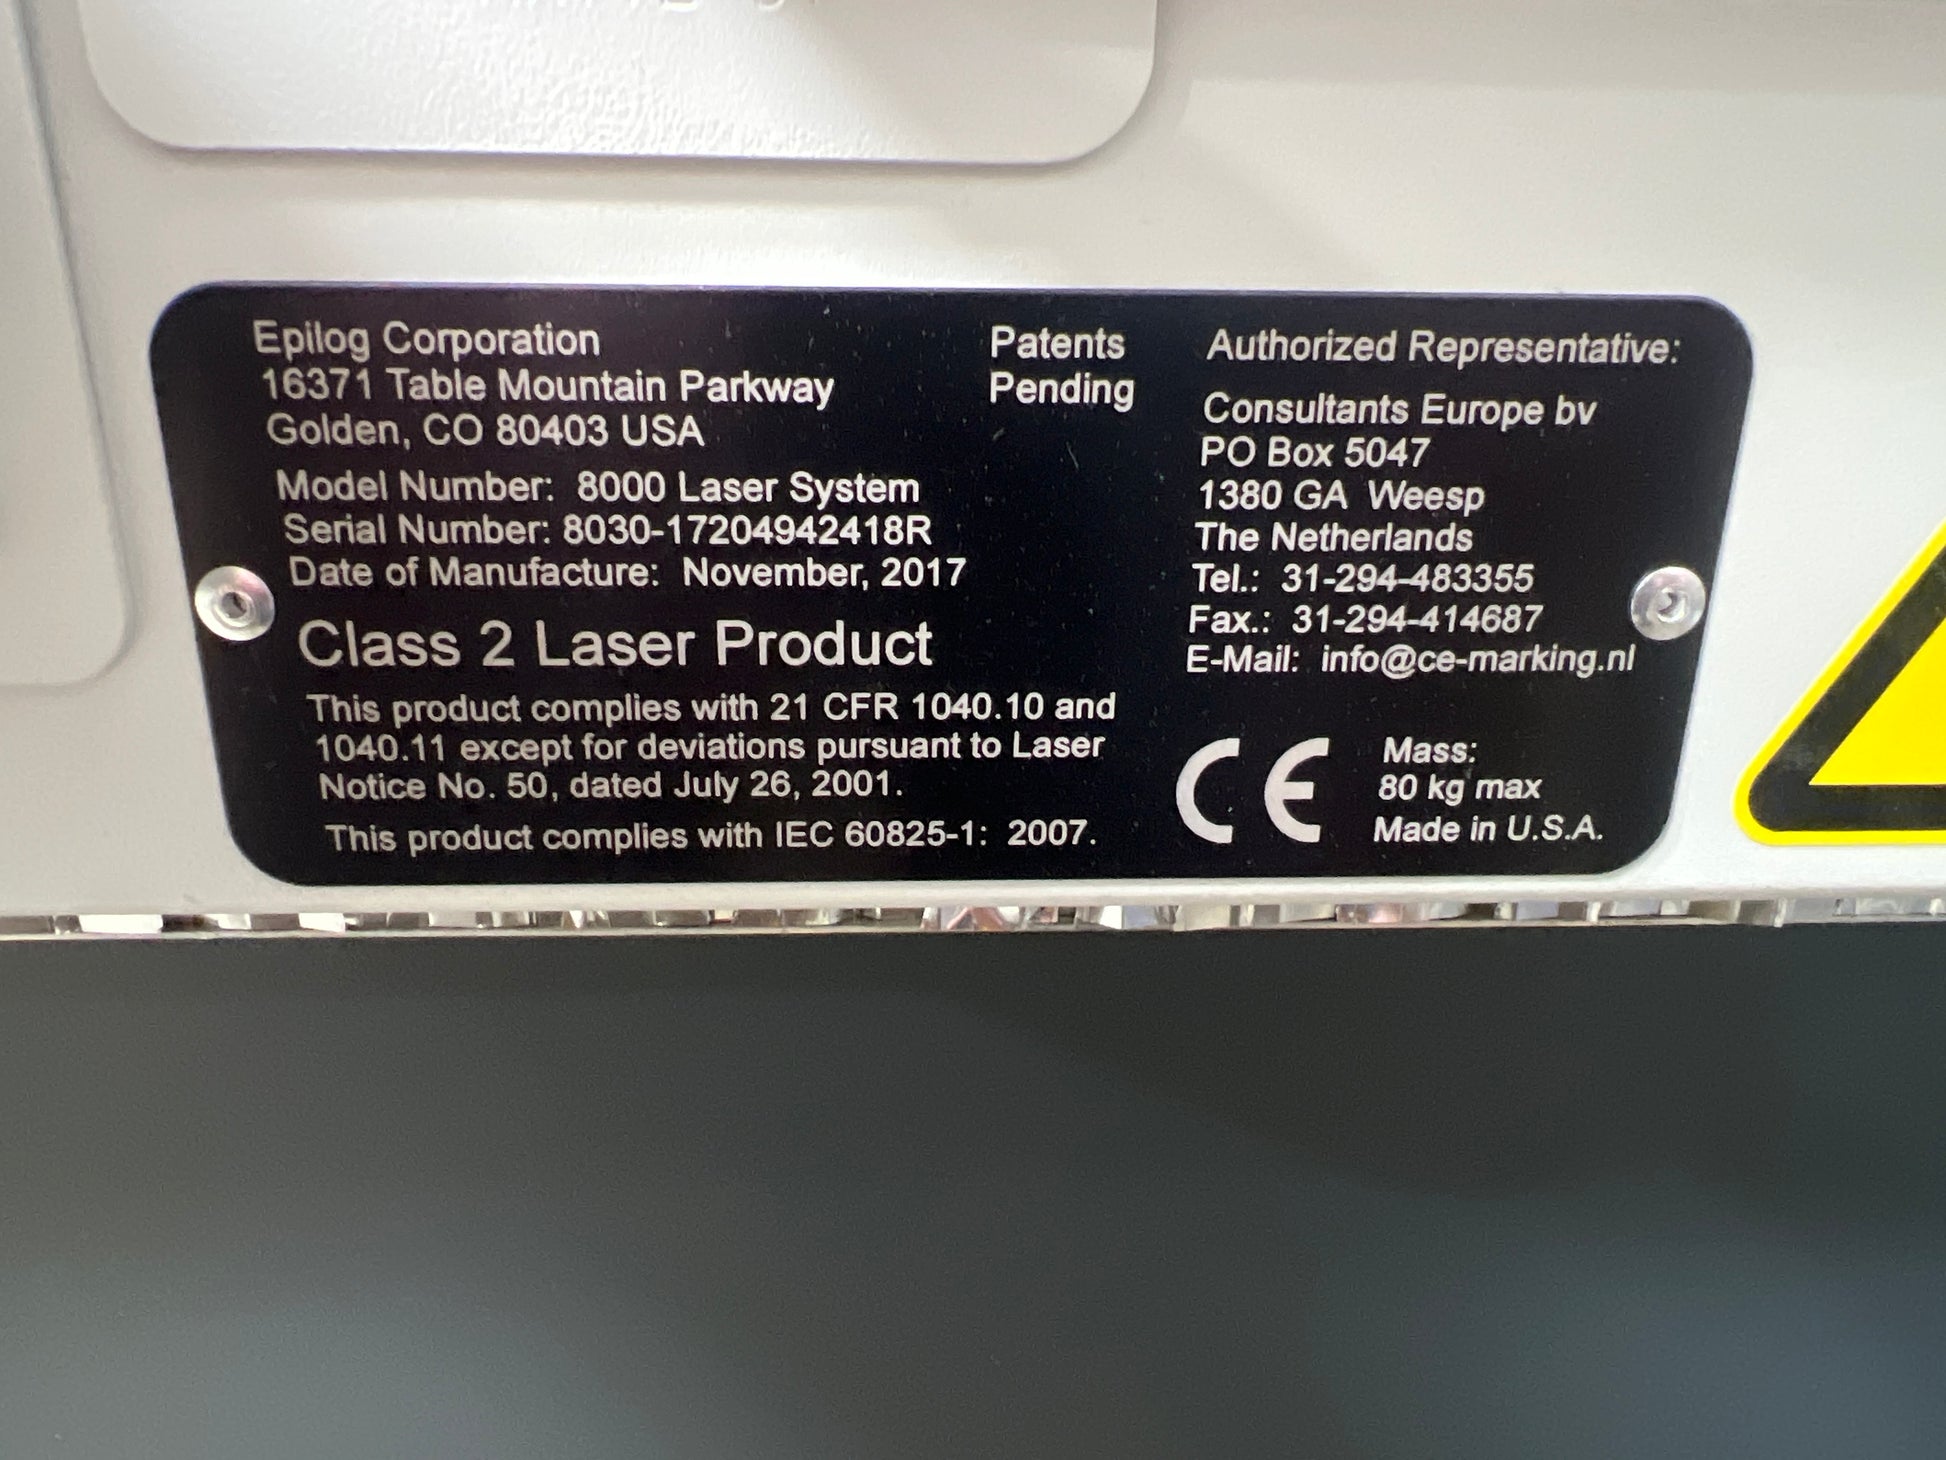 Epilog Corporation
16371 Table Mountain Parkway
Golden, CO 80403 USA
Model Number: 8000 Laser System
Serial Number: 8030-17204942418R
Date of Manufacture: November, 2017
Class 2 Laser Product
This product complies with 21 CFR 1040.10 and
1040.11 except for deviations pursuant to Laser
Notice No. 50, dated July 26, 2001.
This product complies with IEC 60825-1: 2007.
Patents
Pending
Authorized Representative:
Consultants Europe bv
PO Box 5047
1380 GA Weesp
The Netherlands
Tel.: 31-294-483355
Fax.: 31-294-414687
E-Mail: info@ce-marking.nl
CE
Mass:
80 kg max
Made in U.S.A.